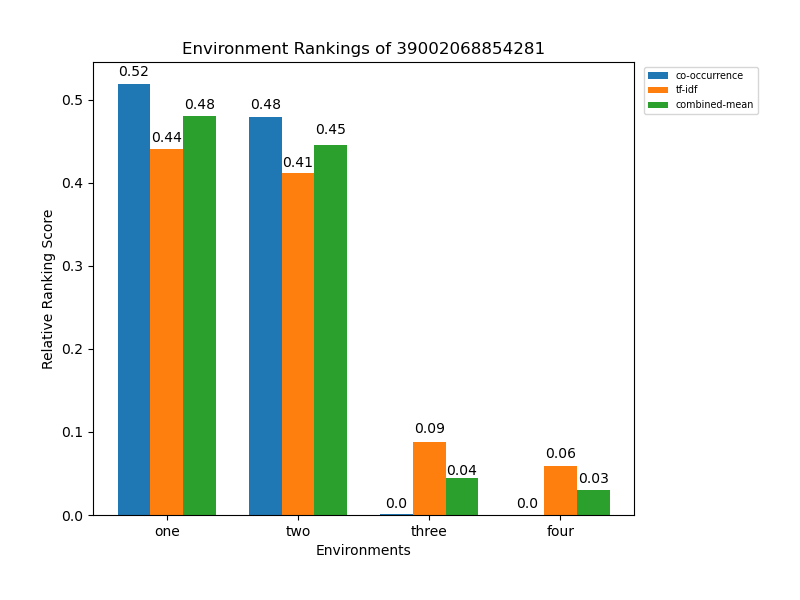 Environment Rankings of 39002068854281
co-occurrence
tf-idf
combined-mean
Relative Ranking Score
0.5
0.4
0.3
0.2
0.1
0.0
0.52
0.44
0.48
0.48
0.41
0.45
0.0
0.09
0.04
0.0
0.06
0.03
one two three four
Environments